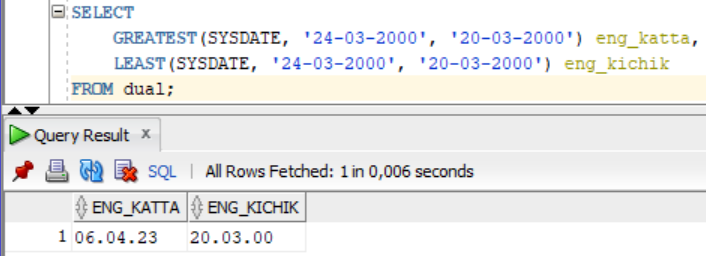 SELECT
GREATEST(SYSDATE, '24-03-2000', '20-03-2000') eng_katta,
LEAST(SYSDATE, '24-03-2000', '20-03-2000') eng_kichik
FROM dual;
Query Result x
SQL | All Rows Fetched: 1 in 0,006 seconds
ENG_KATTA ENG_KICHIK
1 06.04.23 20.03.00